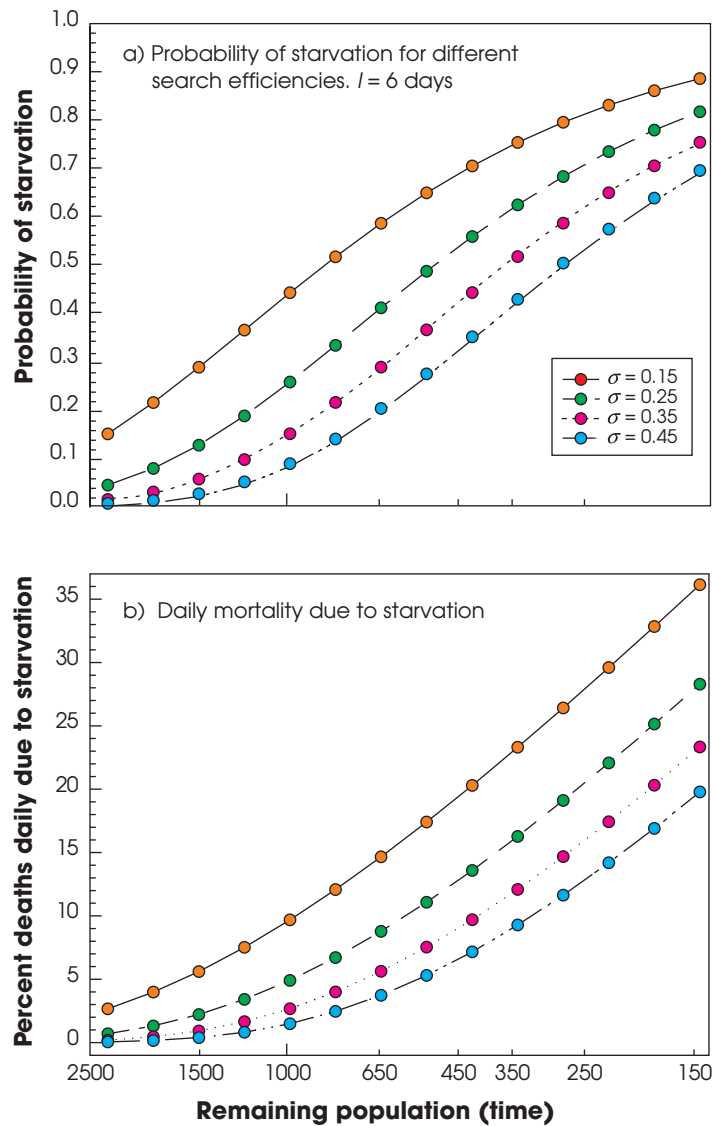 a) Probability of starvation for different
search efficiencies. l = 6 days
Probability of starvation
1.0
0.9
0.8
0.7
0.6
0.5
0.4
0.3
0.2
0.1
0.0
σ = 0.15
σ = 0.25
σ = 0.35
σ = 0.45
b) Daily mortality due to starvation
Percent deaths daily due to starvation
35
30
25
20
15
10
5
0
2500 1500 1000 650 450 350 250 150
Remaining population (time)